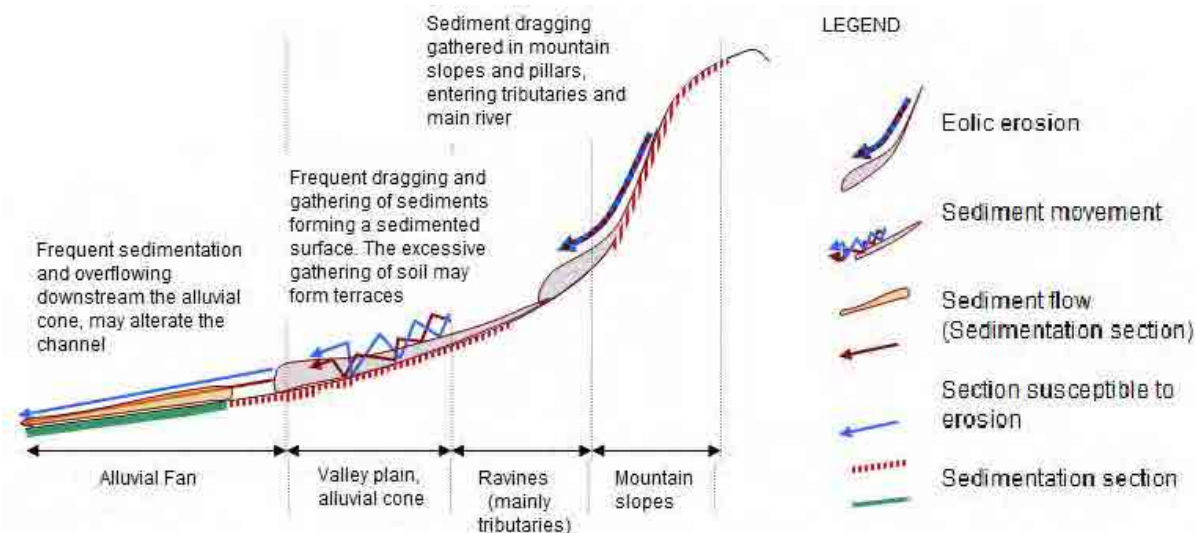 Sediment dragging
gathered in mountain
slopes and pillars,
entering tributaries and
main river
Frequent dragging and
gathering of sediments
forming a sedimented
surface. The excessive
gathering of soil may
form terraces
Frequent sedimentation
and overflowing
downstream the alluvial
cone, may alterate the
channel
Alluvial Fan
Valley plain,
alluvial cone
Ravines
(mainly
tributaries)
Mountain
slopes
LEGEND
Eolic erosion
Sediment movement
Sediment flow
(Sedimentation section)
Section susceptible to
erosion
Sedimentation section